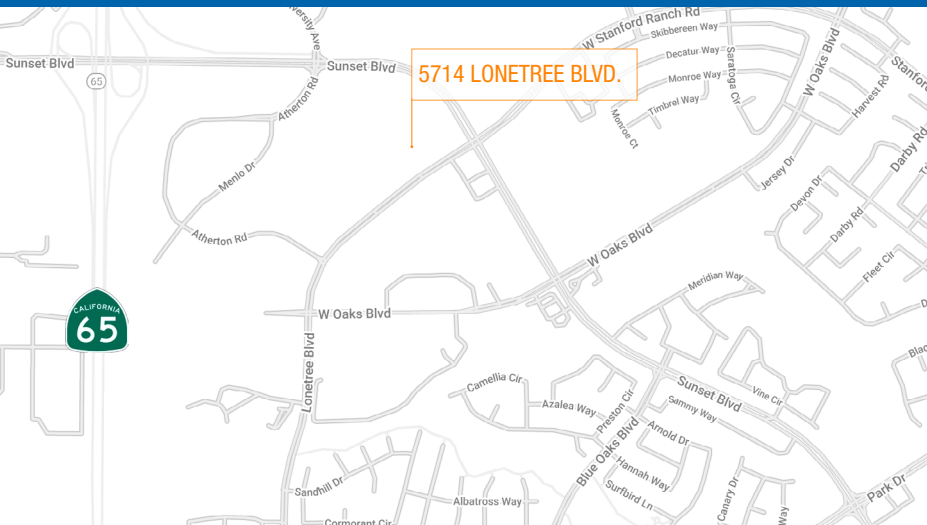 W Stanford Ranch Rd
Skibbereen Way
Sunset Blvd
Sunset Blvd
65
5714 LONETREE BLVD.
Decatur Way
Monroe Way
Saratoga Cir
W Oaks Blvd
Timbrel Way
Monroe Ct
Harvest Rd
Atherton Rd
Menlo Dr
Jersey Dr
Devon Dr
Darby Rd
Darby Rd
Atherton Rd
W Oaks Blvd
Fleet Cir
Meridian Way
CALIFORNIA
65
W Oaks Blvd
Lonetree Blvd
Camellia Cir
Sunset Blvd
Vine Cir
Azalea Way
Preston Cir
Sammy Way
Arnold Dr
Blue Oaks Blvd
Hannah Way
Surfbird Ln
Sandhill Dr
Albatross Way
Canary Dr
Park Dr
Way
Cormorant Cir